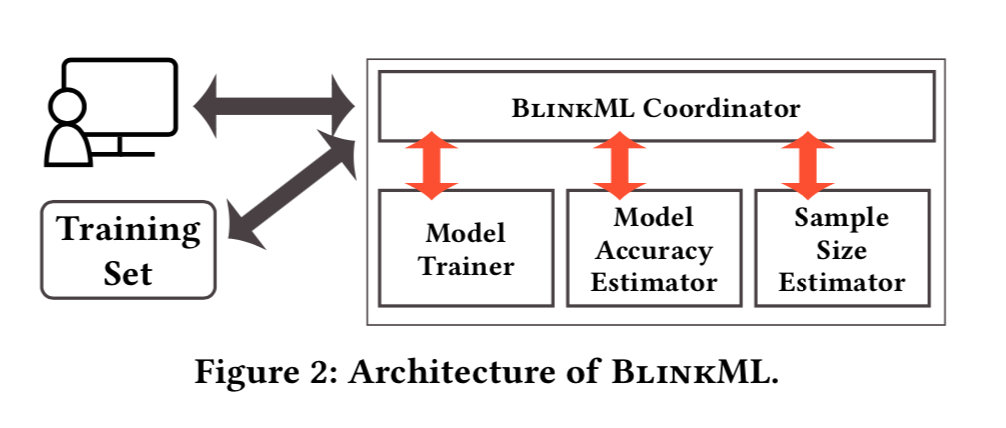 BlinkML Coordinator
Training
Set
Model
Trainer
Model
Accuracy
Estimator
Sample
Size
Estimator
Figure 2: Architecture of BlinkML.